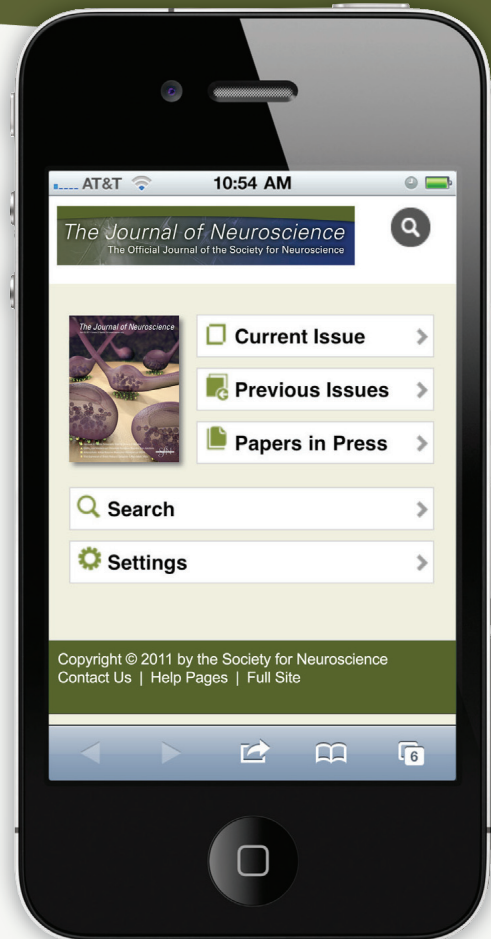 AT&T 10:54 AM
The Journal of Neuroscience
The Official Journal of the Society for Neuroscience
The Journal of Neuroscience
Current Issue
Previous Issues
Papers in Press
Search
Settings
Copyright © 2011 by the Society for Neuroscience
Contact Us | Help Pages | Full Site
6